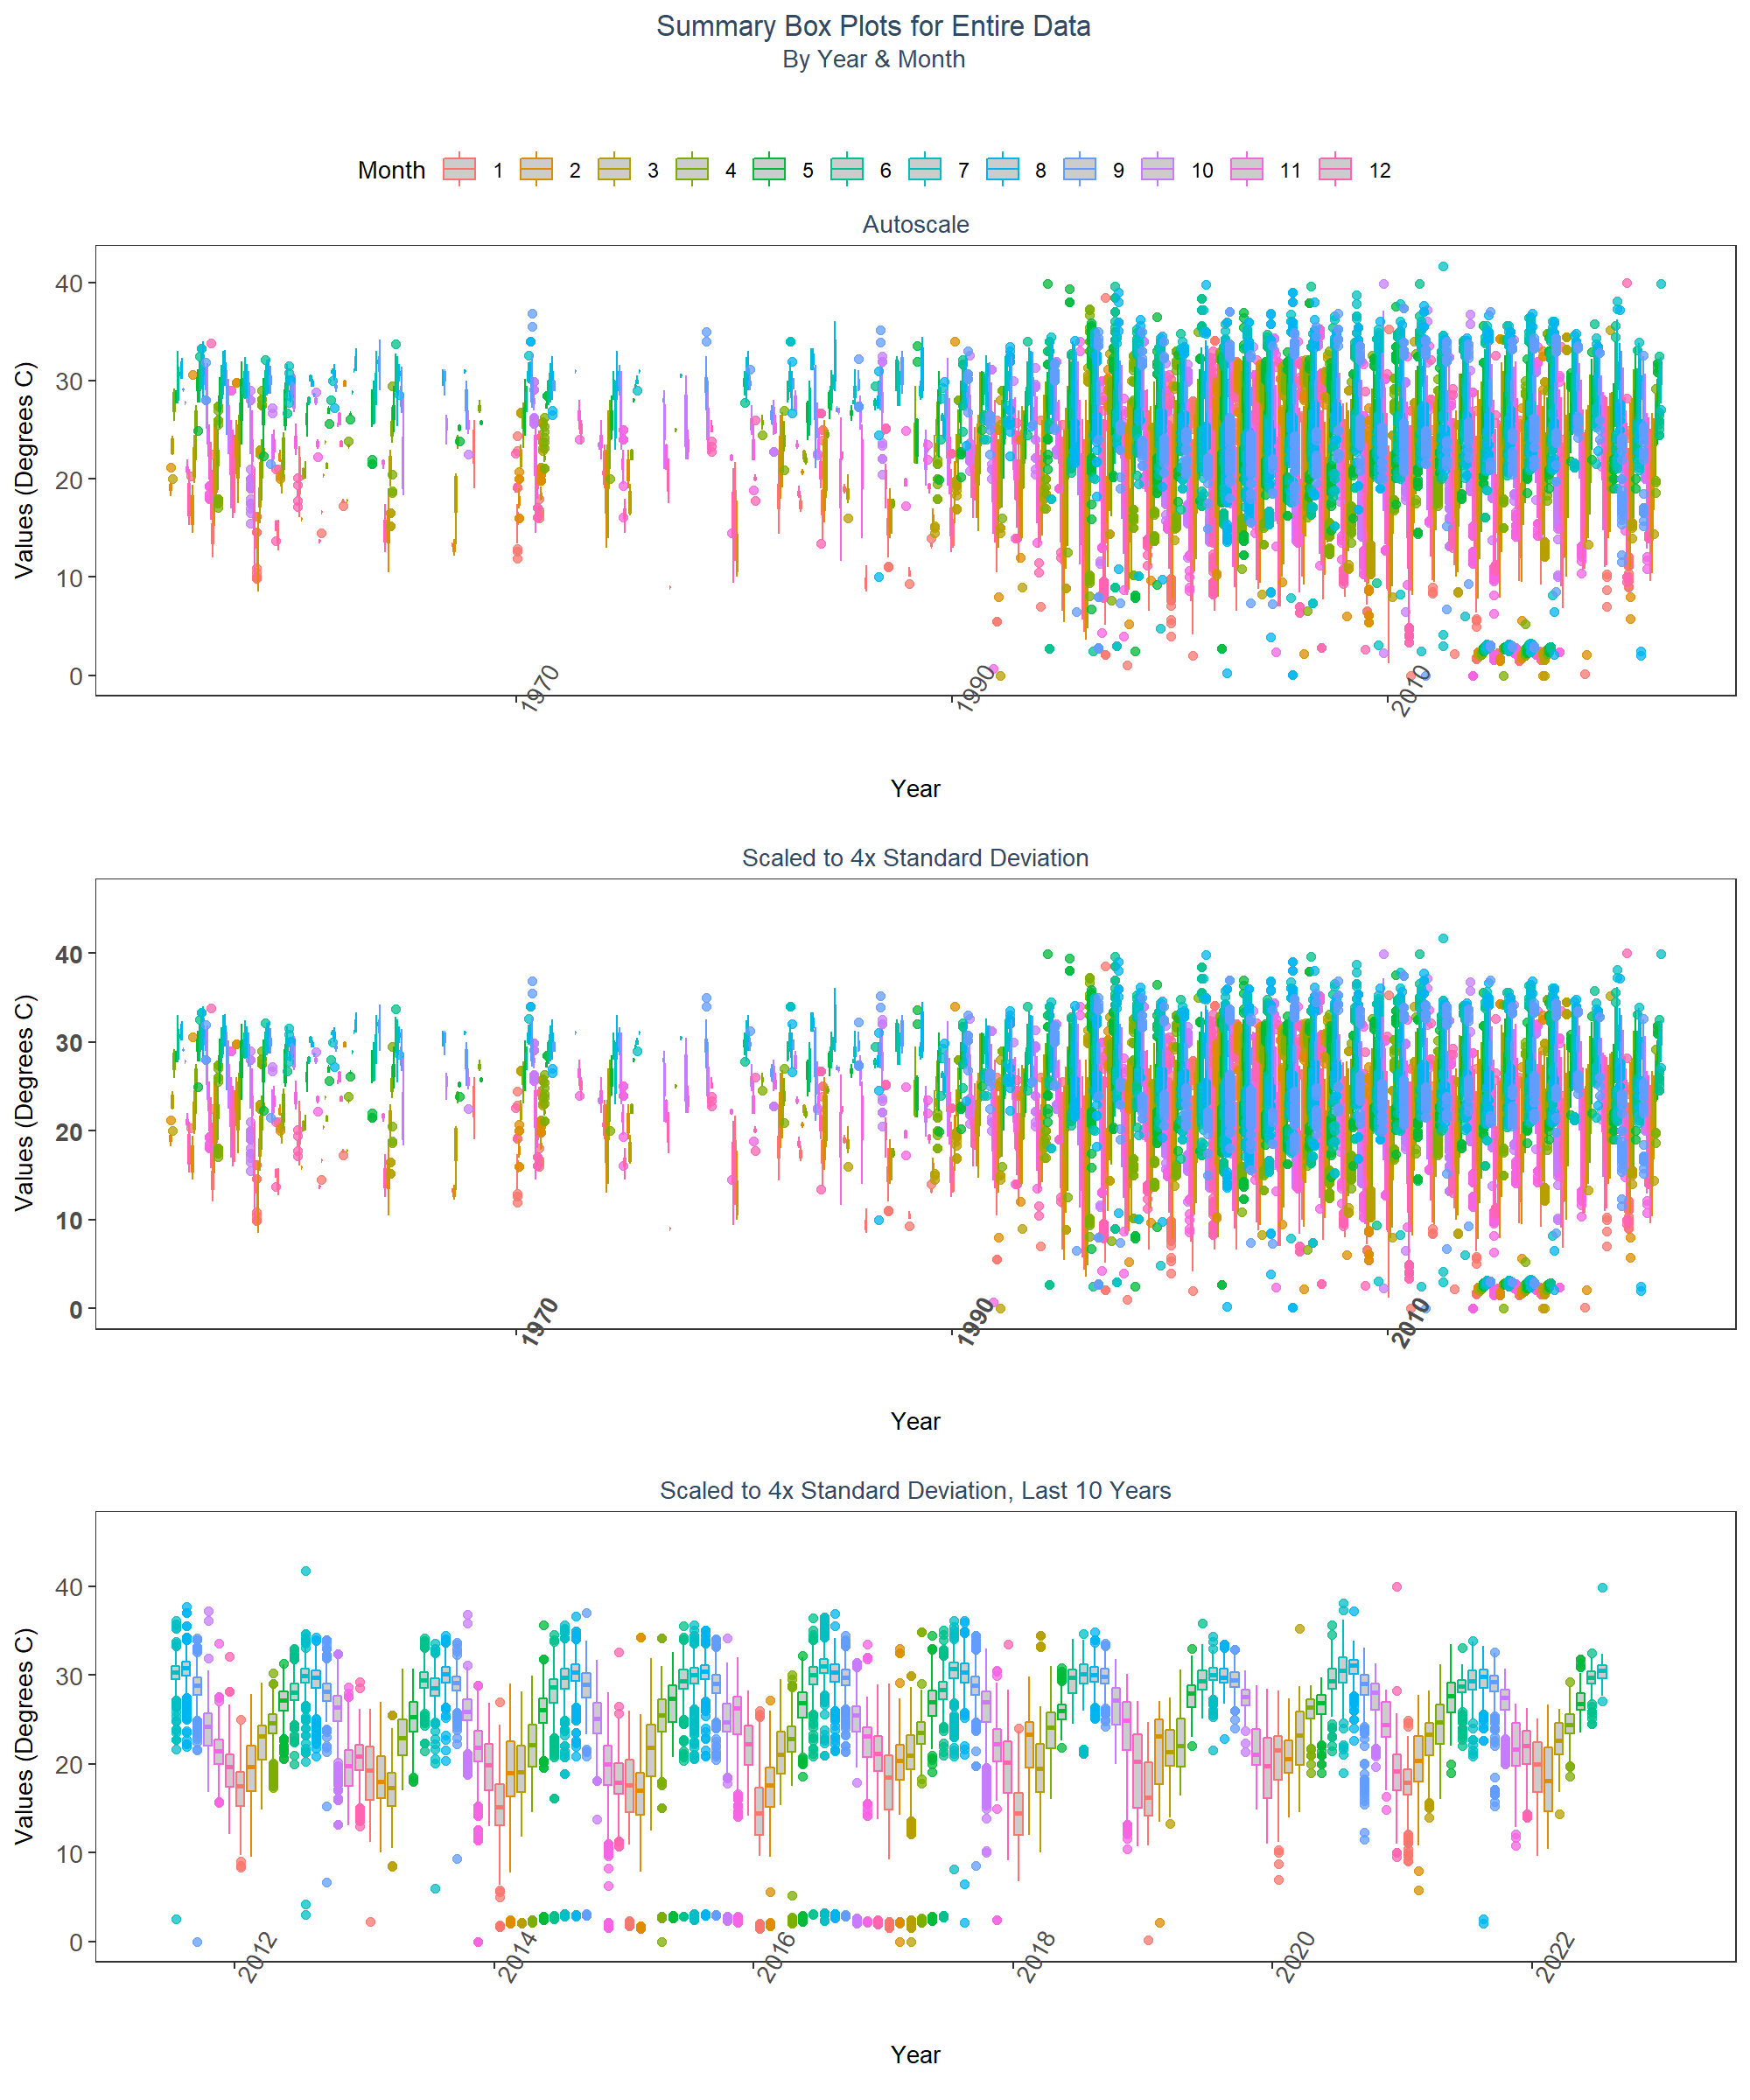 Summary Box Plots for Entire Data
By Year & Month
Month 1 2 3 4 5 6 7 8 9 10 11 12
Autoscale
Values (Degrees C)
40
30
20
10
0
1970 1990 2010
Year
Scaled to 4x Standard Deviation
Values (Degrees C)
40
30
20
10
0
1970 1990 2010
Year
Scaled to 4x Standard Deviation, Last 10 Years
Values (Degrees C)
40
30
20
10
0
2012 2014 2016 2018 2020 2022
Year